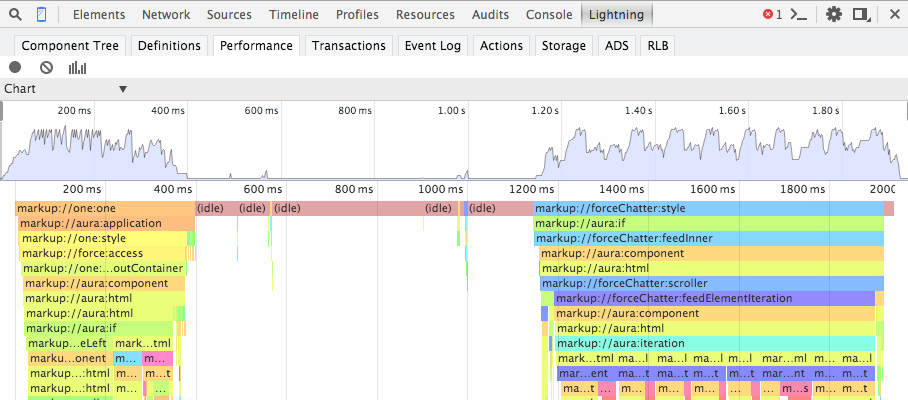 Elements Network Sources Timeline Profiles Resources Audits Console Lightning 1
Component Tree Definitions Performance Transactions Event Log Actions Storage ADS RLB
Chart
200 ms 400 ms 600 ms 800 ms 1.00 s 1.20 s 1.40 s 1.60 s 1.80 s
200 ms 400 ms 600 ms 800 ms 1000 ms 1200 ms 1400 ms 1600 ms 1800 ms 2000
markup://one:one (idle) (idle) (idle) (idle) (idle) markup://forceChatter:style
markup://aura:application markup://aura:if
markup://one:style markup://forceChatter:feedInner
markup://force:access markup://aura:component
markup://one:...outContainer markup://aura:html
markup://aura:component markup://forceChatter:scroller
markup://aura:html markup://forceChatter:feedElementIteration
markup://aura:html markup://aura:component
markup://aura:if markup://aura:html
markup...eLeft mark...tml markup://aura:iteration
marku...onent m... m... mark...tml ma...l ma...l ma...l m...l mar...ml m... ma...l
markup...:html m... m...t mar...ent m...t ma...t m...t m...t mar...nt m... m...t
markup...:html m... ... ma...t ... m...t m...t ... m...s ma...t m...t